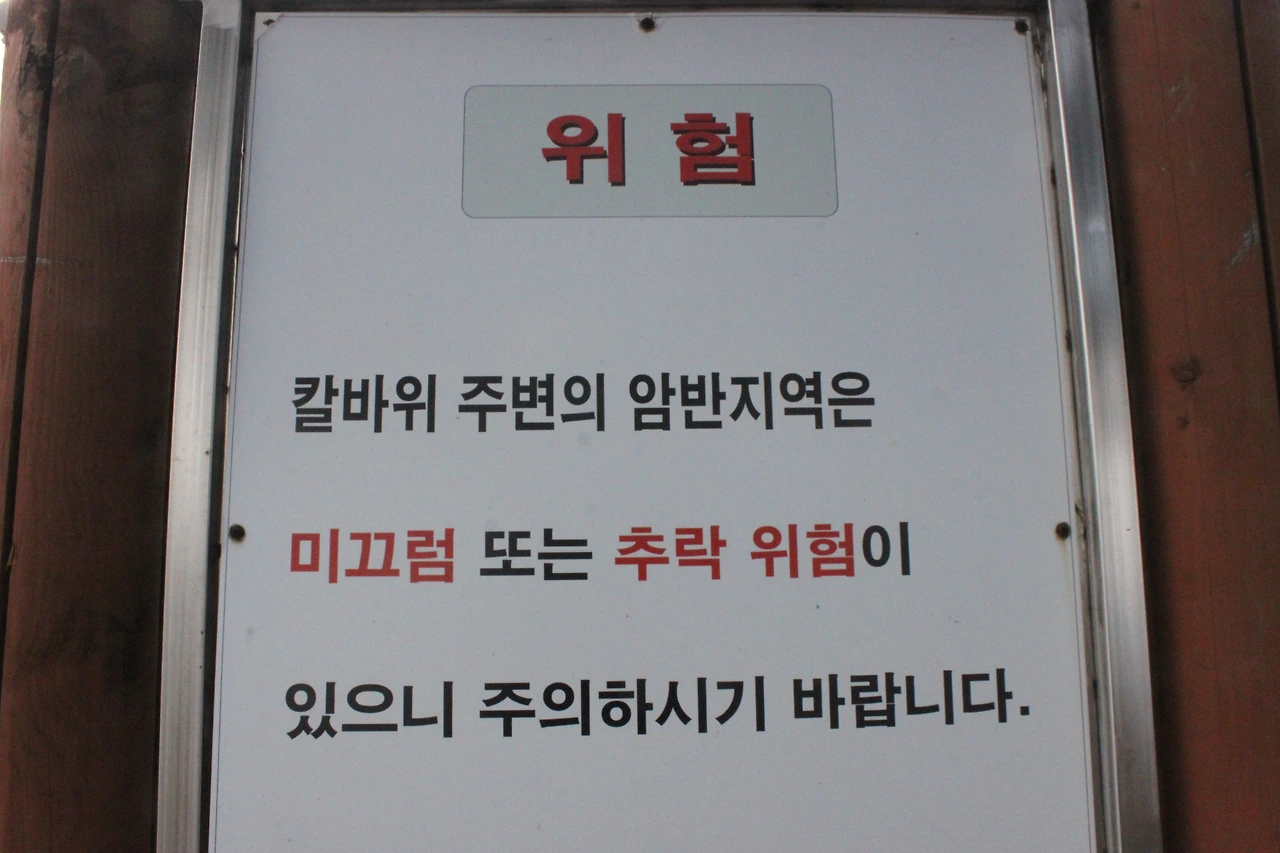 위 험
칼바위 주변의 암반지역은
미끄럼 또는 추락 위험이
있으니 주의하시기 바랍니다.